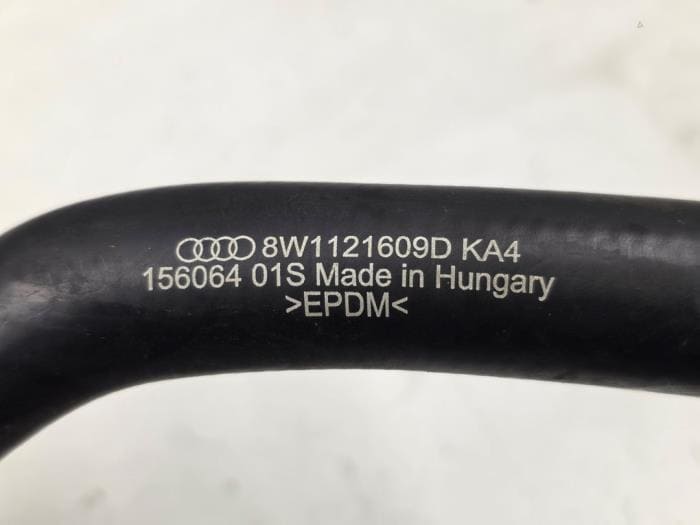 8W1121609D KA4
156064 01S Made in Hungary
>EPDM<